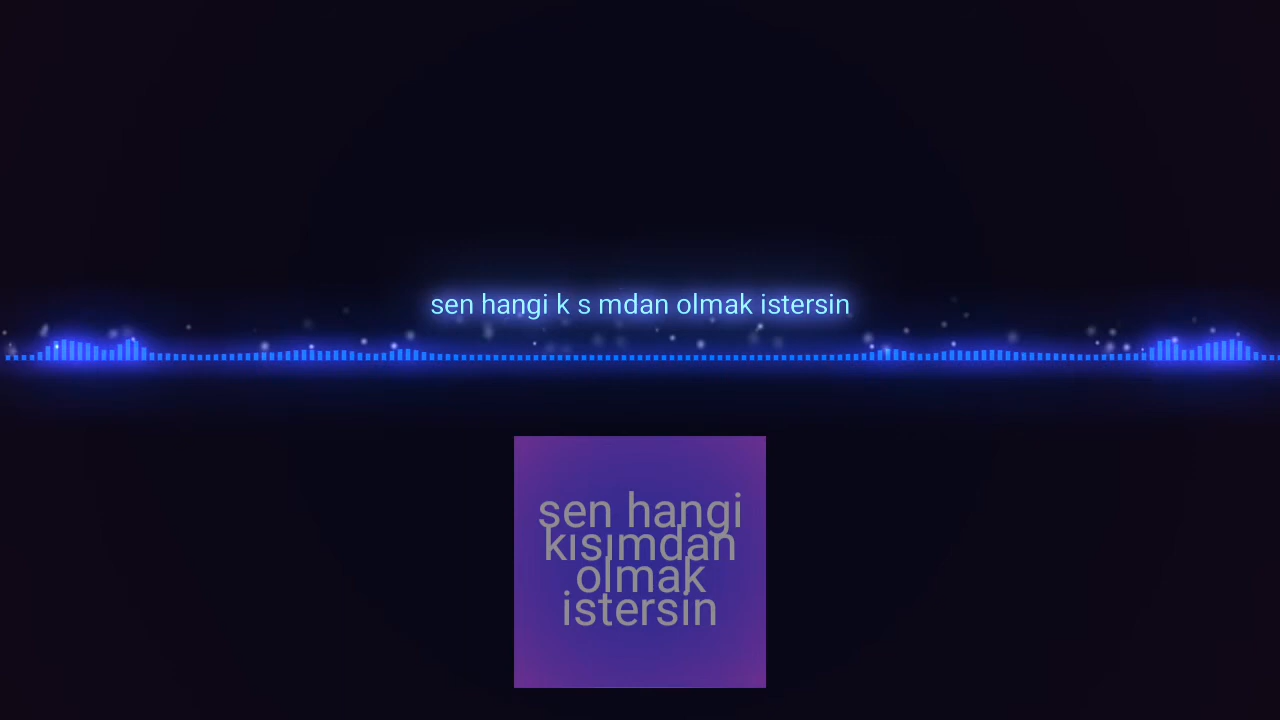 sen hangi k s mdan olmak istersin
sen hangi
kısımdan
olmak
istersin